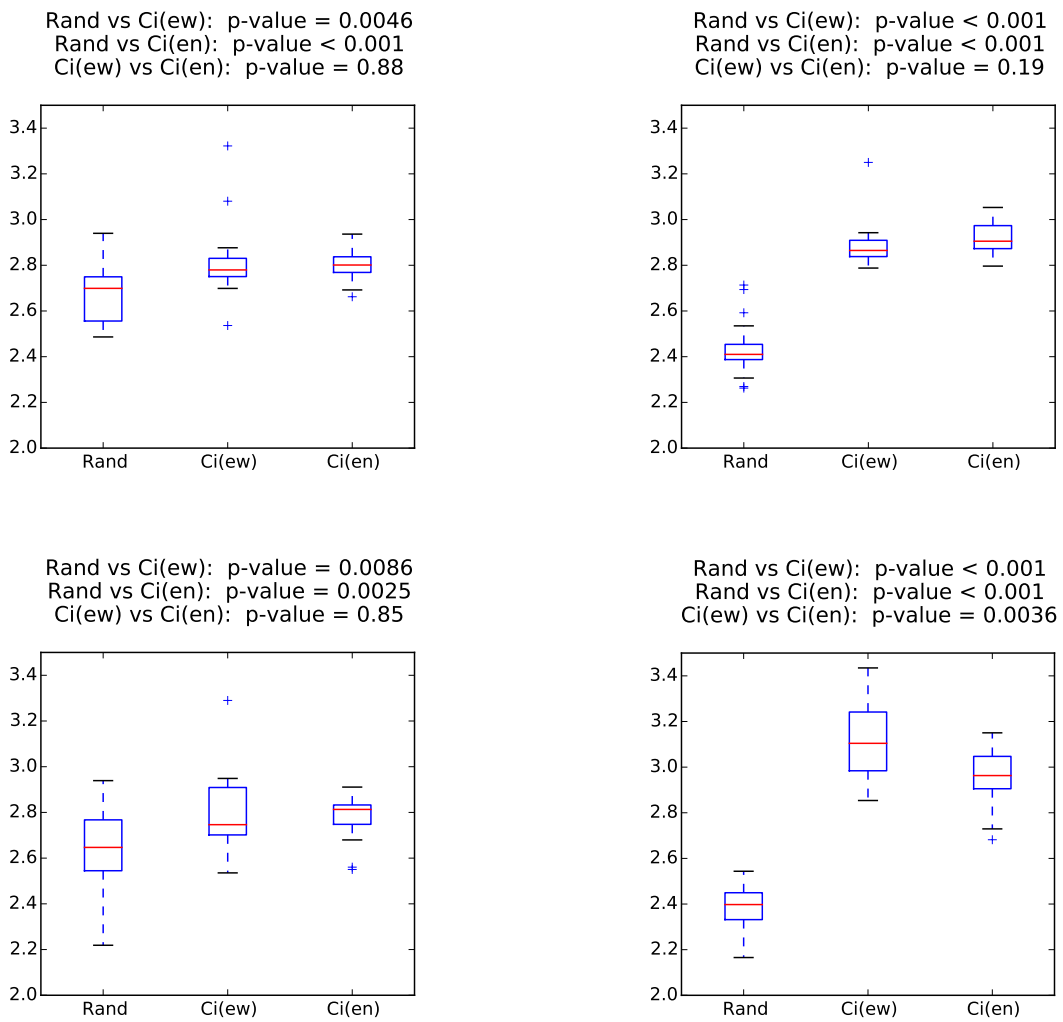 Rand vs Ci(ew): p-value = 0.0046
Rand vs Ci(en): p-value < 0.001
Ci(ew) vs Ci(en): p-value = 0.88
3.4
3.2
3.0
2.8
2.6
2.4
2.2
2.0
Rand Ci(ew) Ci(en)
Rand vs Ci(ew): p-value < 0.001
Rand vs Ci(en): p-value < 0.001
Ci(ew) vs Ci(en): p-value = 0.19
3.4
3.2
3.0
2.8
2.6
2.4
2.2
2.0
Rand Ci(ew) Ci(en)
Rand vs Ci(ew): p-value = 0.0086
Rand vs Ci(en): p-value = 0.0025
Ci(ew) vs Ci(en): p-value = 0.85
3.4
3.2
3.0
2.8
2.6
2.4
2.2
2.0
Rand Ci(ew) Ci(en)
Rand vs Ci(ew): p-value < 0.001
Rand vs Ci(en): p-value < 0.001
Ci(ew) vs Ci(en): p-value = 0.0036
3.4
3.2
3.0
2.8
2.6
2.4
2.2
2.0
Rand Ci(ew) Ci(en)